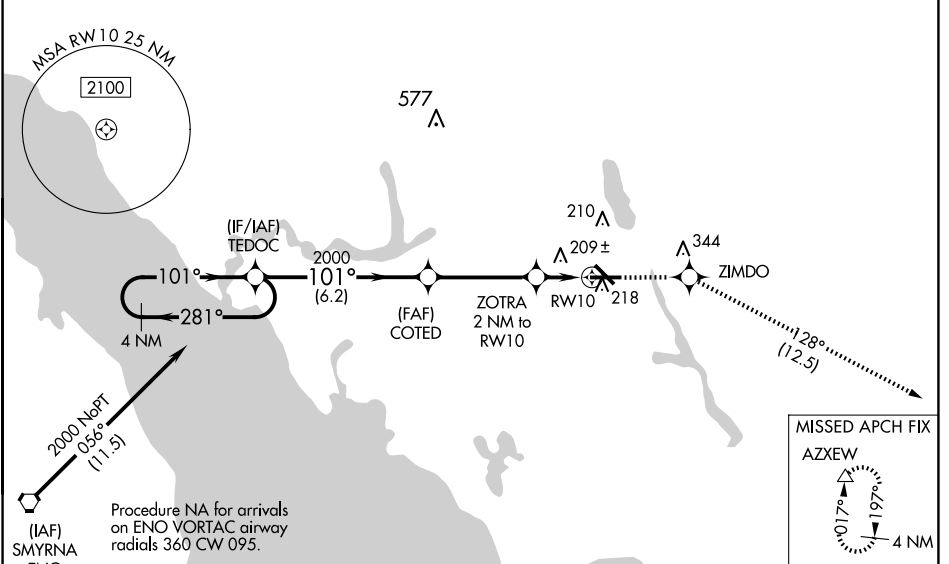 MSA RW10 25 NM
2100
577
(IF/IAF)
TEDOC
210
209 ±
344
101°
2000
101°
(6.2)
ZIMDO
281°
4 NM
(FAF)
COTED
ZOTRA
2 NM to
RW10
RW10
218
128°
(12.5)
2000 NoPT
056°
(11.5)
(IAF)
SMYRNA
Procedure NA for arrivals
on ENO VORTAC airway
radials 360 CW 095.
MISSED APCH FIX
AZXEW
017°
197°
4 NM